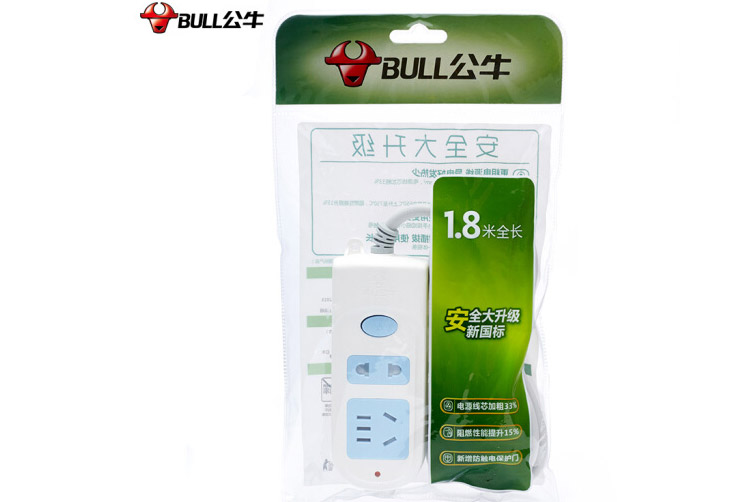 BULL公牛
BULL公牛
安全大升级
1.8米全长
安全大升级
新国标
电源线芯加粗33%
阻燃性能提升15%
新增防触电保护门